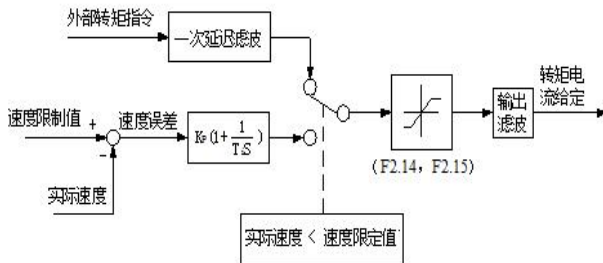 外部转矩指令
一次延迟滤波
速度限制值
+
-
速度误差
Kp(1+
1
TiS
)
实际速度
(F2.14, F2.15)
输出
滤波
转矩电
流给定
实际速度 < 速度限定值